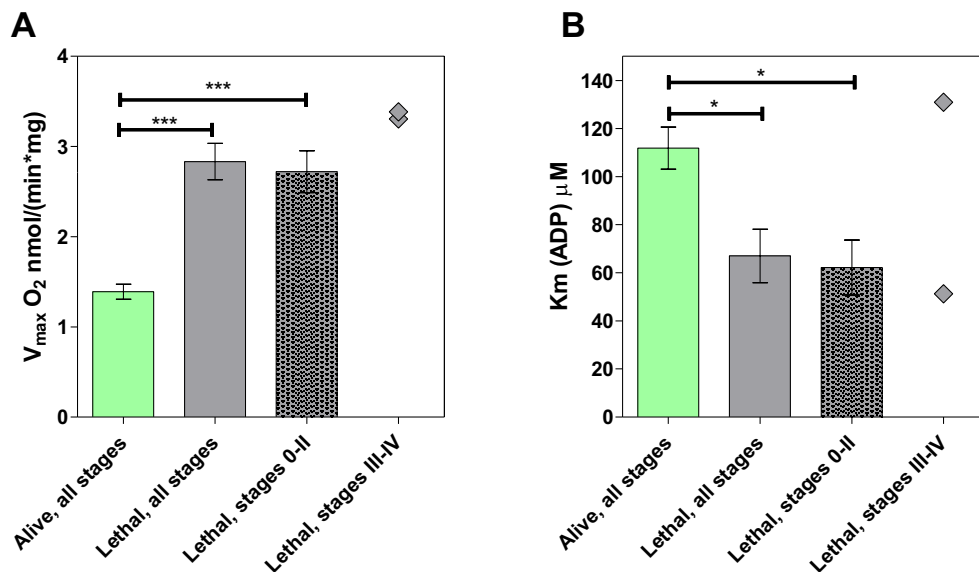 A
V_max O_2 nmol/(min*mg)
4
3
2
1
0
***
***
Alive, all stages
Lethal, all stages
Lethal, stages 0-II
Lethal, stages III-IV
B
Km (ADP) μM
140
120
100
80
60
40
20
0
*
*
Alive, all stages
Lethal, all stages
Lethal, stages 0-II
Lethal, stages III-IV